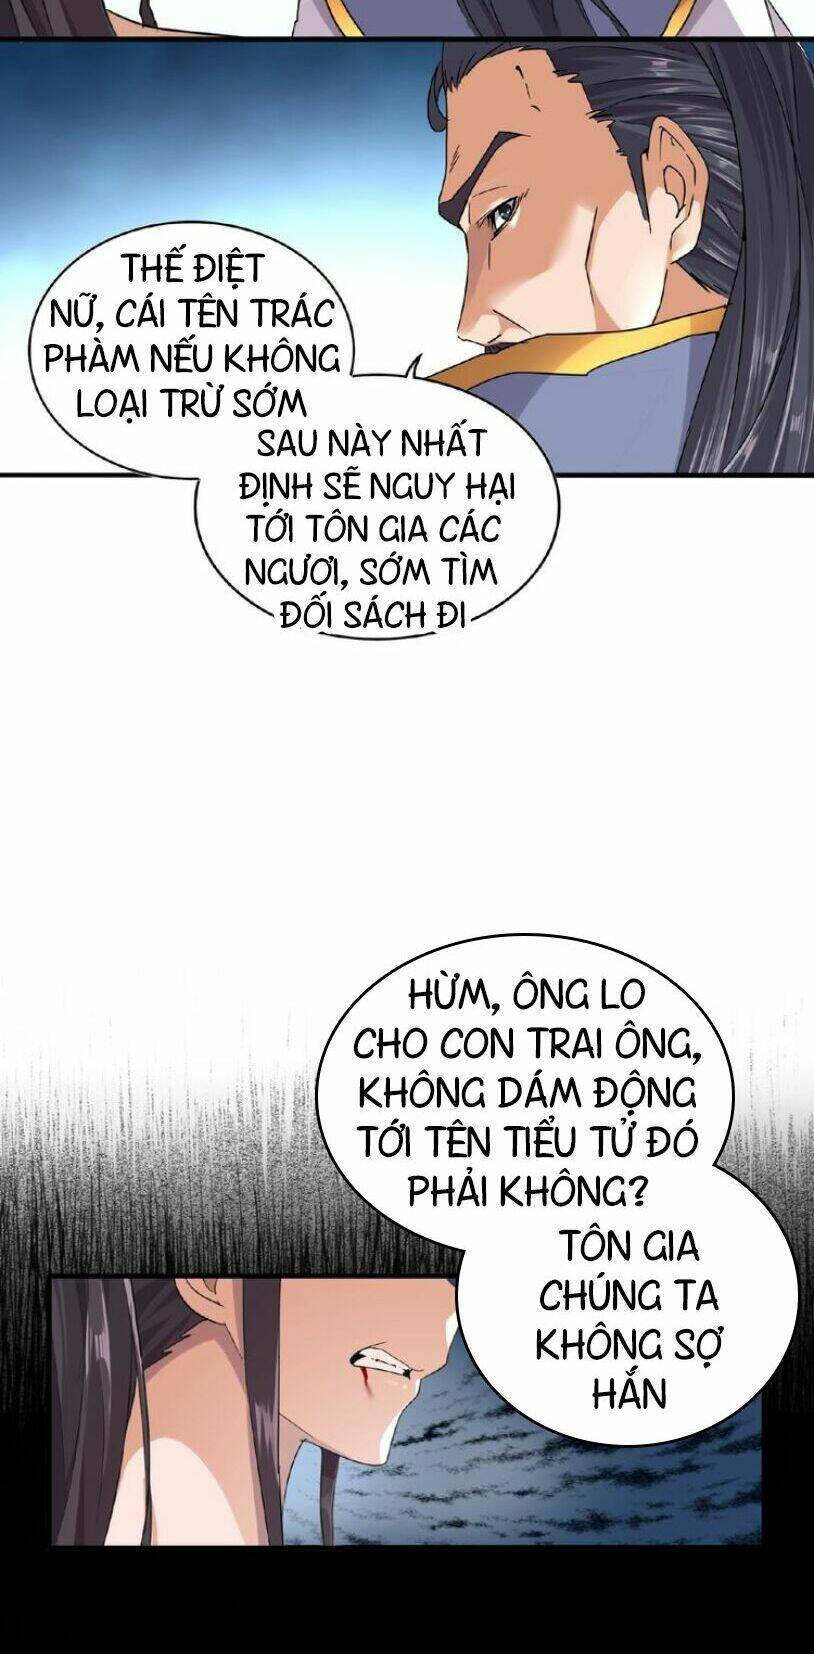 THẾ ĐIỆT
NỮ, CÁI TÊN TRÁC
PHÀM NẾU KHÔNG
LOẠI TRỪ SỚM
SAU NÀY NHẤT
ĐỊNH SẼ NGUY HẠI
TỚI TÔN GIA CÁC
NGƯƠI, SỚM TÌM
ĐỐI SÁCH ĐI
HỪM, ÔNG LO
CHO CON TRAI ÔNG,
KHÔNG DÁM ĐỘNG
TỚI TÊN TIỂU TỬ ĐÓ
PHẢI KHÔNG?
TÔN GIA
CHÚNG TA
KHÔNG SỢ
HẮN